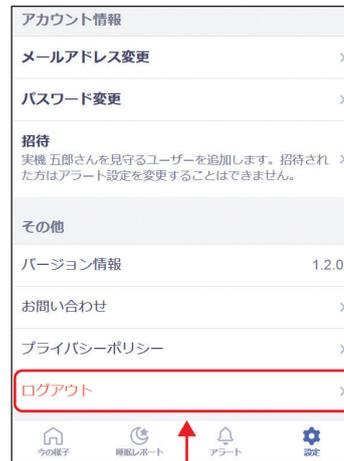 アカウント情報
メールアドレス変更
パスワード変更
招待
実機 五郎さんを見守るユーザーを追加します。招待され
た方はアラート設定を変更することはできません。
その他
バージョン情報 1.2.0
お問い合わせ
プライバシーポリシー
ログアウト
今の様子 睡眠レポート アラート 設定